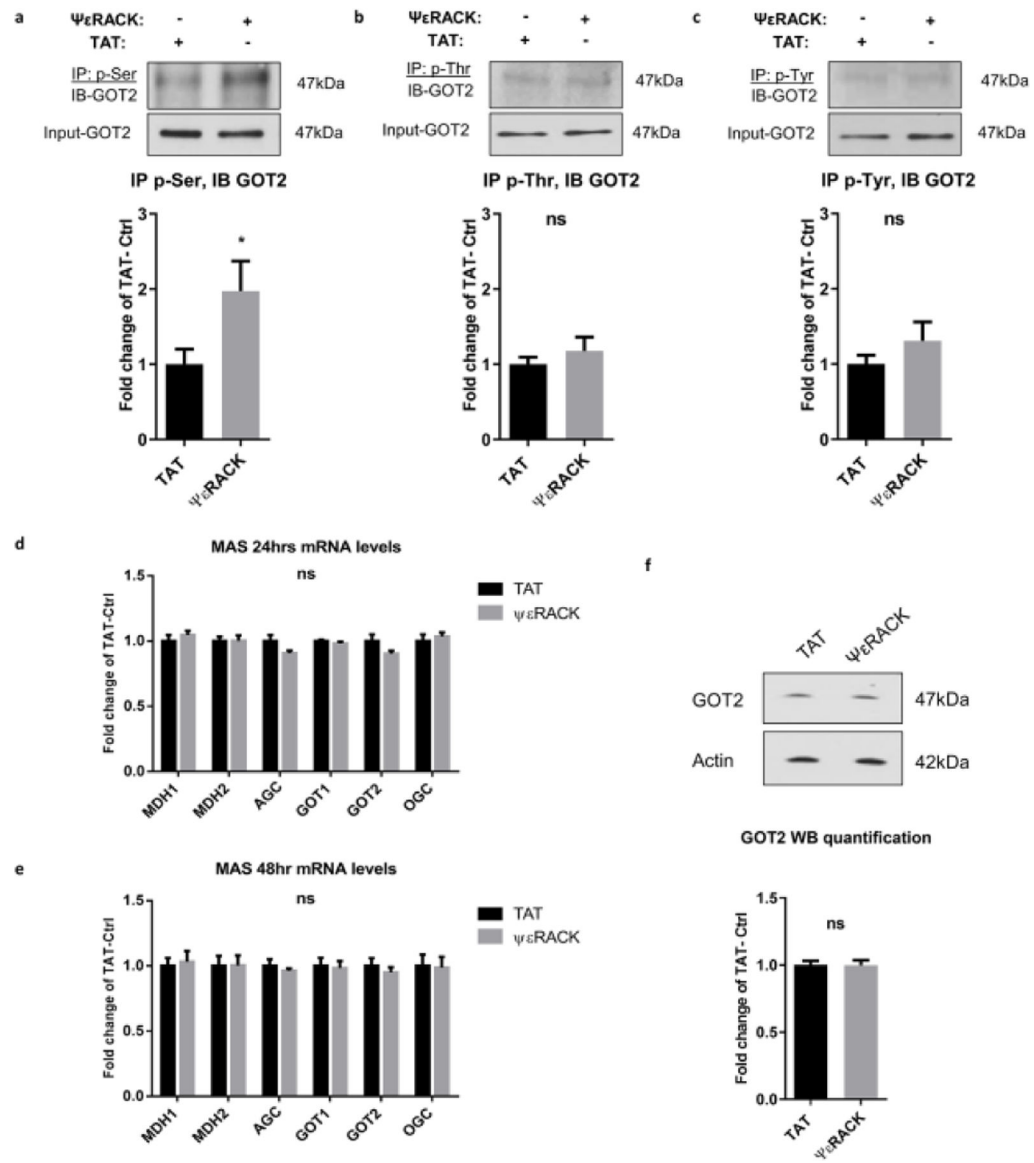 a
ΨεRACK: - +
TAT: + -
IP: p-Ser
IB-GOT2
47kDa
Input-GOT2
47kDa
IP p-Ser, IB GOT2
Fold change of TAT- Ctrl
3
2
1
0
*
TAT
ΨεRACK
b
ΨεRACK: - +
TAT: + -
IP: p-Thr
IB-GOT2
47kDa
Input-GOT2
47kDa
IP p-Thr, IB GOT2
Fold change of TAT- Ctrl
3
2
1
0
ns
TAT
ΨεRACK
c
ΨεRACK: - +
TAT: + -
IP: p-Tyr
IB-GOT2
47kDa
Input-GOT2
47kDa
IP p-Tyr, IB GOT2
Fold change of TAT- Ctrl
3
2
1
0
ns
TAT
ΨεRACK
d
MAS 24hrs mRNA levels
ns
Fold change of TAT-Ctrl
1.5
1.0
0.5
0.0
MDH1 MDH2 AGC GOT1 GOT2 OGC
TAT
ψεRACK
e
MAS 48hr mRNA levels
ns
Fold change of TAT-Ctrl
1.5
1.0
0.5
0.0
MDH1 MDH2 AGC GOT1 GOT2 OGC
TAT
ψεRACK
f
TAT ΨεRACK
GOT2 47kDa
Actin 42kDa
GOT2 WB quantification
Fold change of TAT- Ctrl
1.5
1.0
0.5
0.0
ns
TAT
ΨεRACK